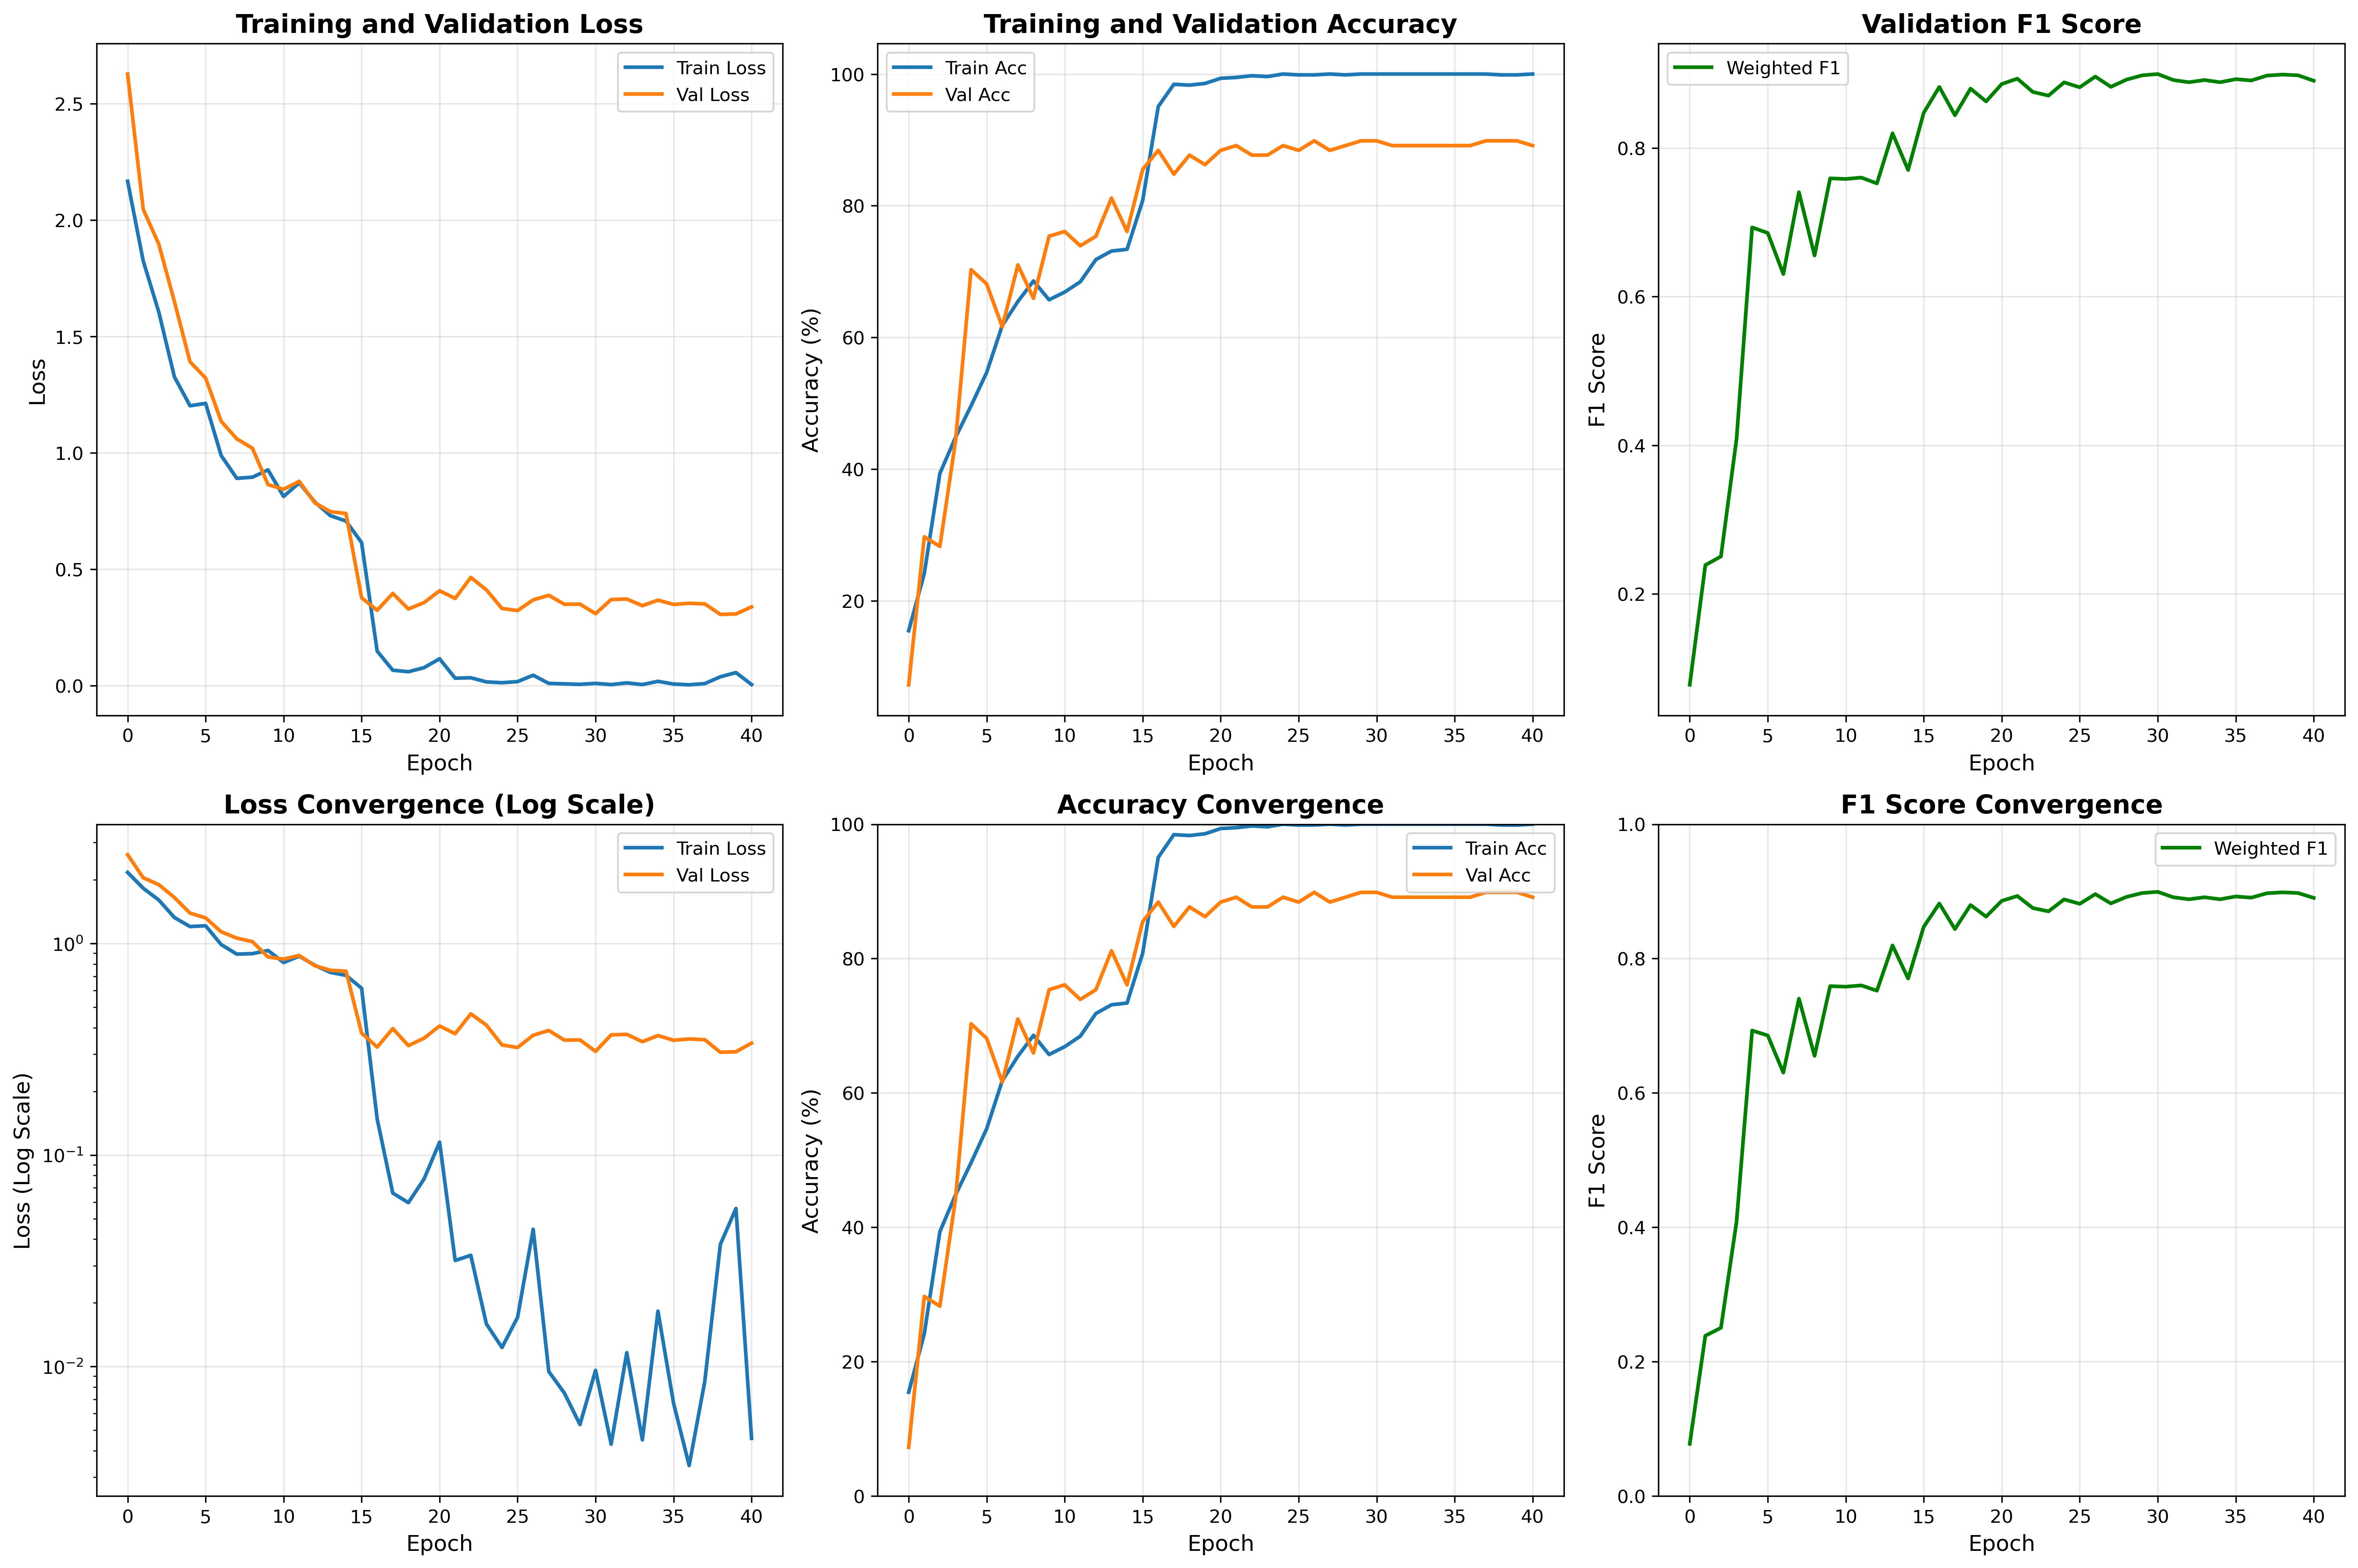 Training and Validation Loss
Train Loss
Val Loss
2.5
2.0
1.5
1.0
0.5
0.0
Loss
0 5 10 15 20 25 30 35 40
Epoch
Training and Validation Accuracy
Train Acc
Val Acc
100
80
60
40
20
Accuracy (%)
0 5 10 15 20 25 30 35 40
Epoch
Validation F1 Score
Weighted F1
0.8
0.6
0.4
0.2
F1 Score
0 5 10 15 20 25 30 35 40
Epoch
Loss Convergence (Log Scale)
Train Loss
Val Loss
10⁰
10⁻¹
10⁻²
Loss (Log Scale)
0 5 10 15 20 25 30 35 40
Epoch
Accuracy Convergence
Train Acc
Val Acc
100
80
60
40
20
0
Accuracy (%)
0 5 10 15 20 25 30 35 40
Epoch
F1 Score Convergence
Weighted F1
1.0
0.8
0.6
0.4
0.2
0.0
F1 Score
0 5 10 15 20 25 30 35 40
Epoch